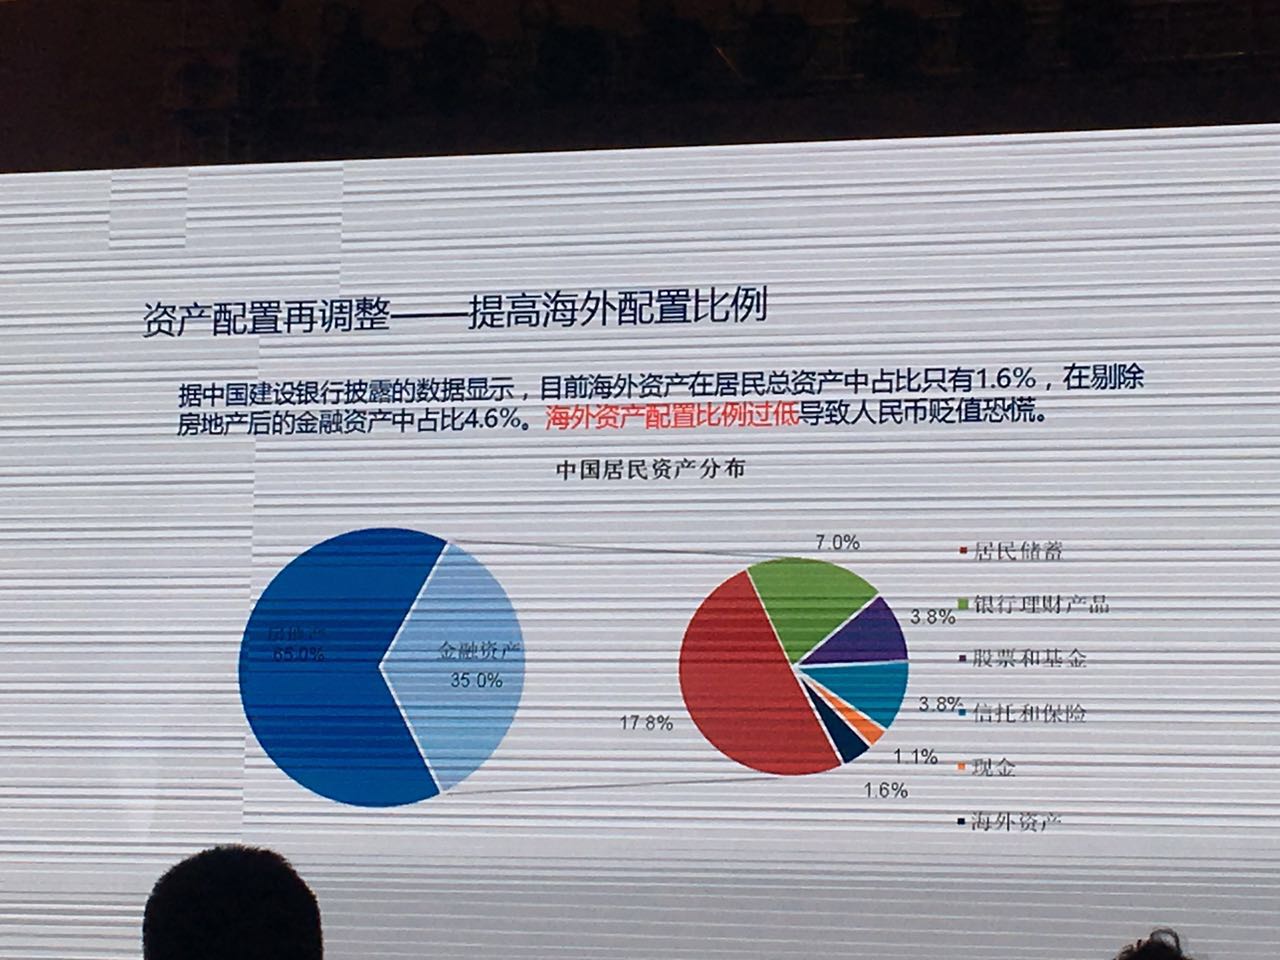 资产配置再调整——提高海外配置比例
据中国建设银行披露的数据显示，目前海外资产在居民总资产中占比只有1.6%，在剔除
房地产后的金融资产中占比4.6%。海外资产配置比例过低导致人民币贬值恐慌。
中国居民资产分布
房地产
65.0%
金融资产
35.0%
7.0%
3.8%
3.8%
1.1%
1.6%
17.8%
居民储蓄
银行理财产品
股票和基金
信托和保险
现金
海外资产